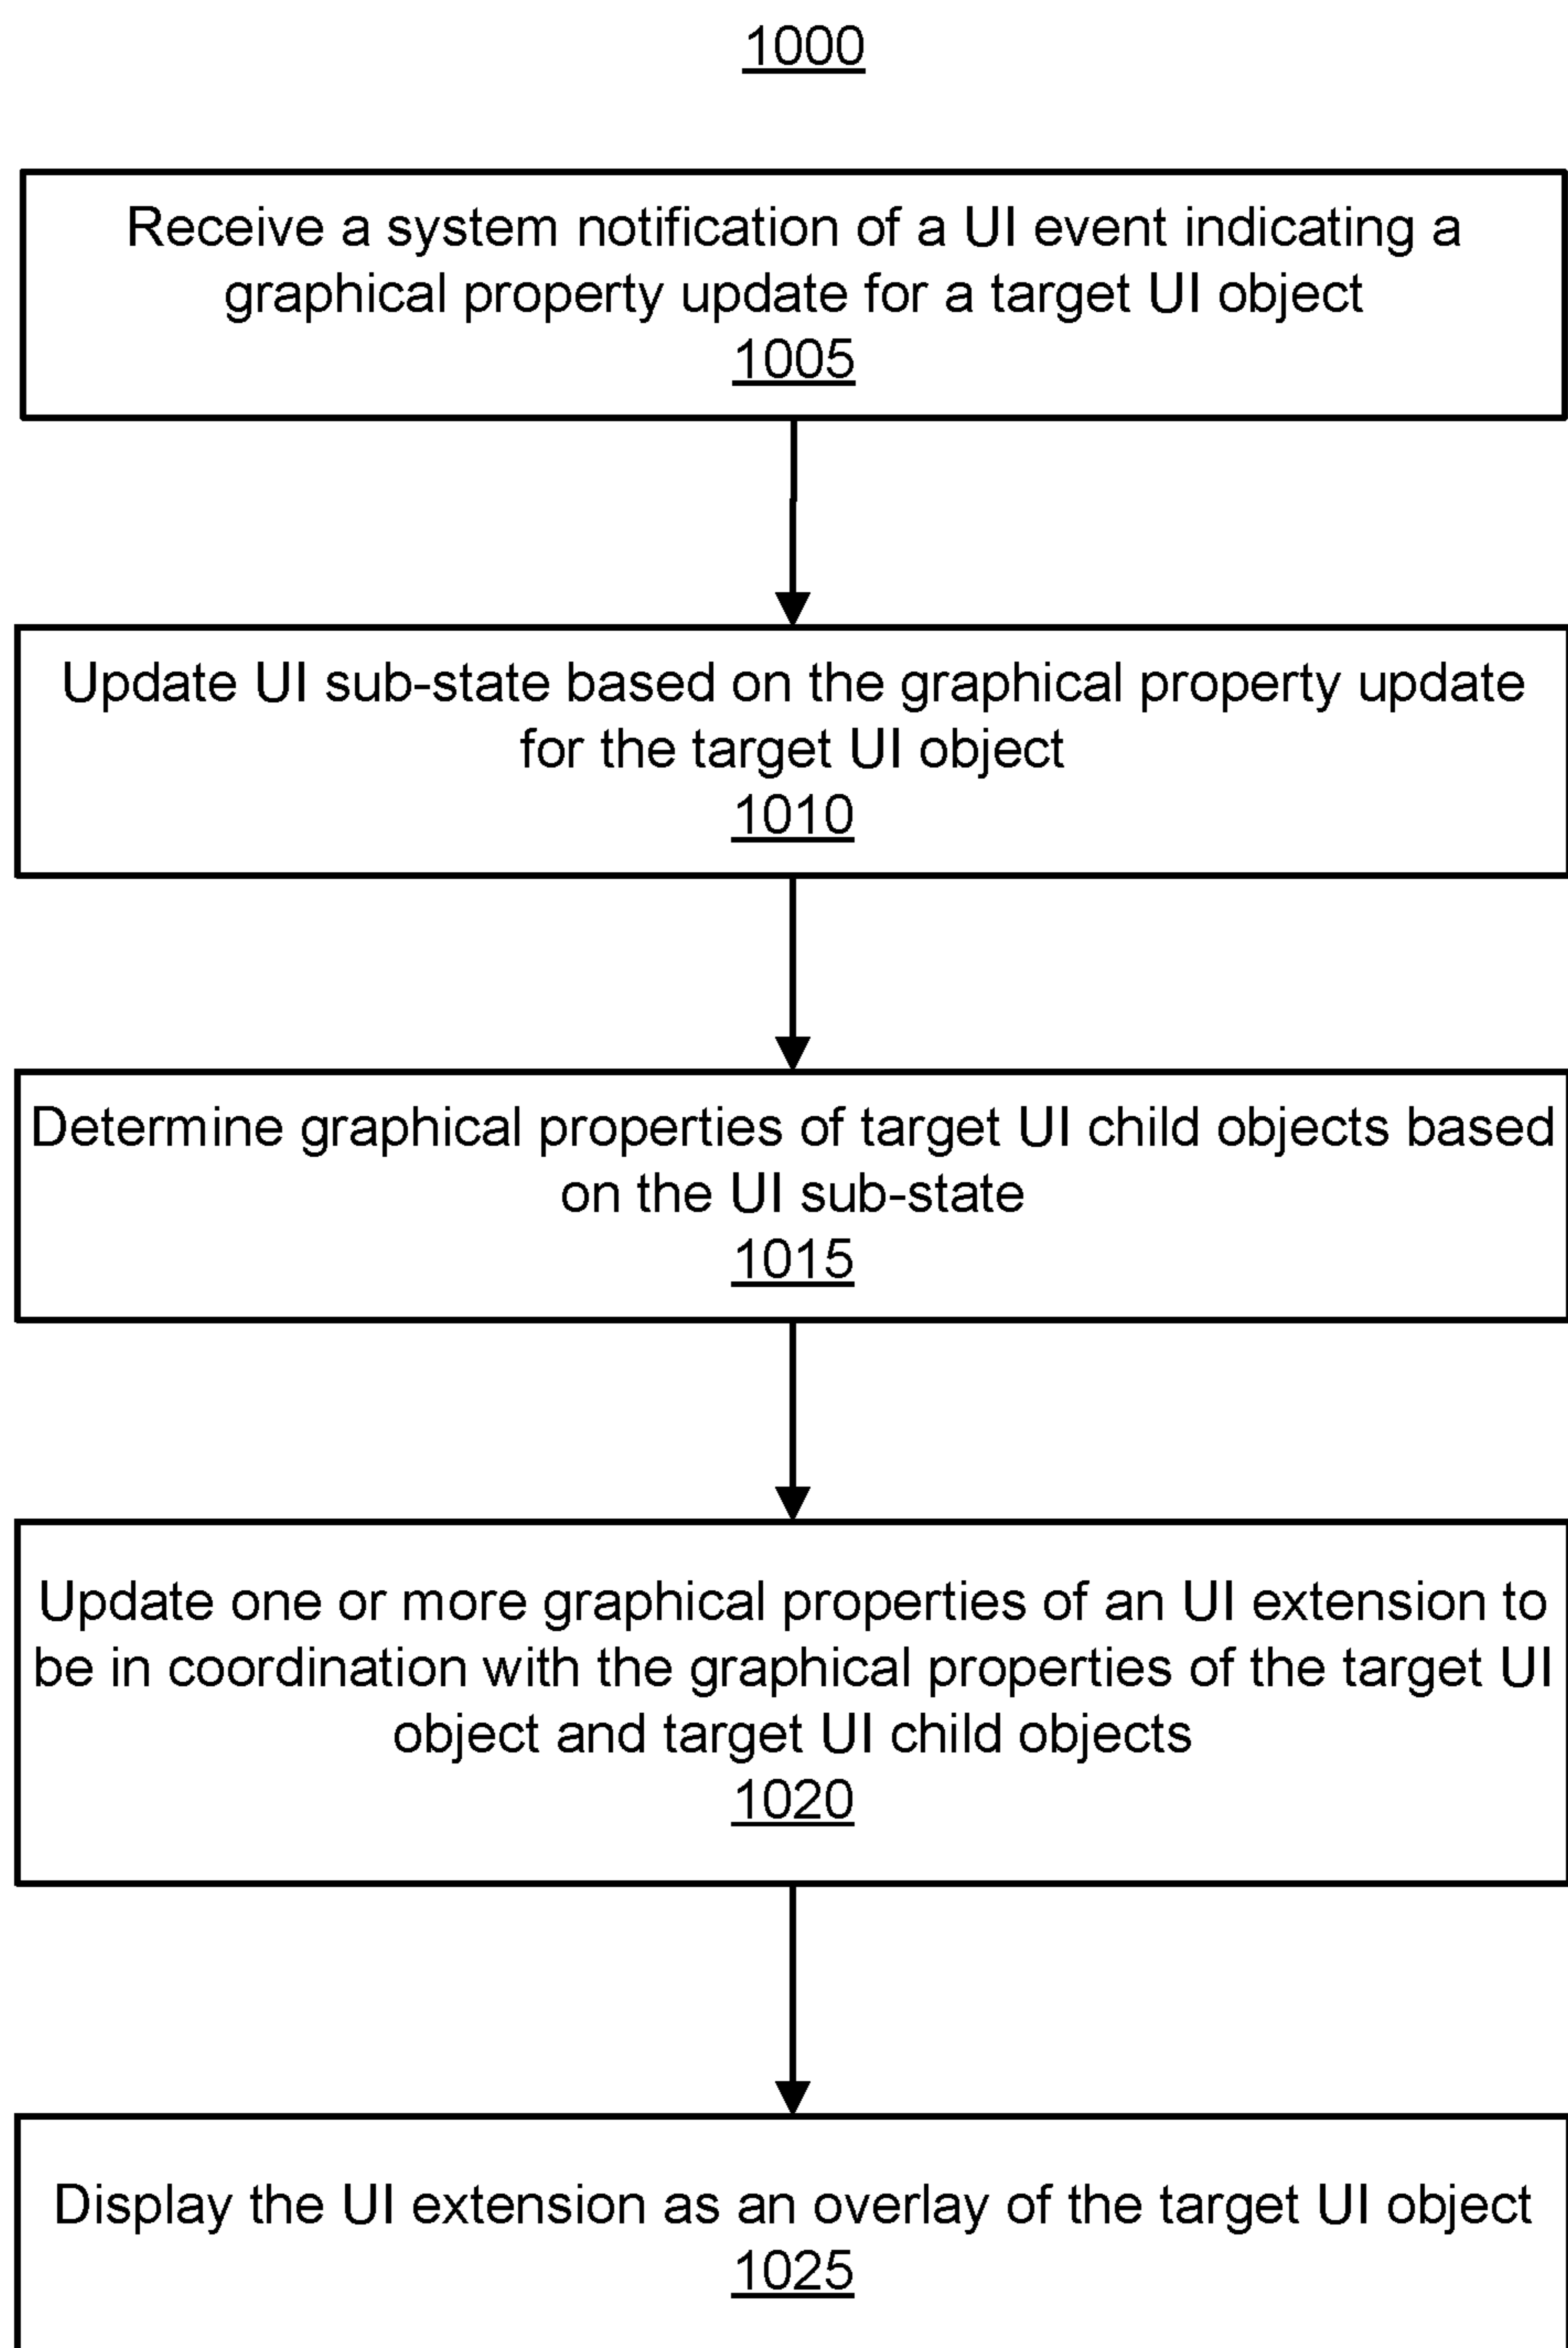 1000
Receive a system notification of a UI event indicating a
graphical property update for a target UI object
1005
Update UI sub-state based on the graphical property update
for the target UI object
1010
Determine graphical properties of target UI child objects based
on the UI sub-state
1015
Update one or more graphical properties of an UI extension to
be in coordination with the graphical properties of the target UI
object and target UI child objects
1020
Display the UI extension as an overlay of the target UI object
1025